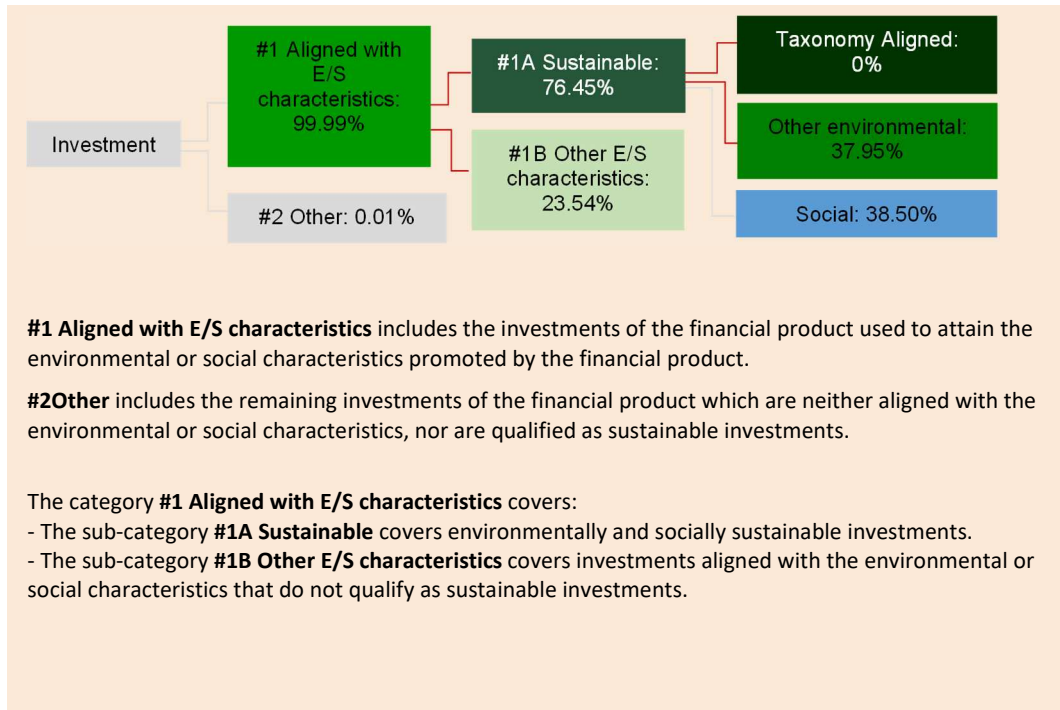 Investment
#1 Aligned with
E/S
characteristics:
99.99%
#2 Other: 0.01%
#1A Sustainable:
76.45%
#1B Other E/S
characteristics:
23.54%
Taxonomy Aligned:
0%
Other environmental:
37.95%
Social: 38.50%
#1 Aligned with E/S characteristics includes the investments of the financial product used to attain the
environmental or social characteristics promoted by the financial product.
#2Other includes the remaining investments of the financial product which are neither aligned with the
environmental or social characteristics, nor are qualified as sustainable investments.
The category #1 Aligned with E/S characteristics covers:
- The sub-category #1A Sustainable covers environmentally and socially sustainable investments.
- The sub-category #1B Other E/S characteristics covers investments aligned with the environmental or
social characteristics that do not qualify as sustainable investments.